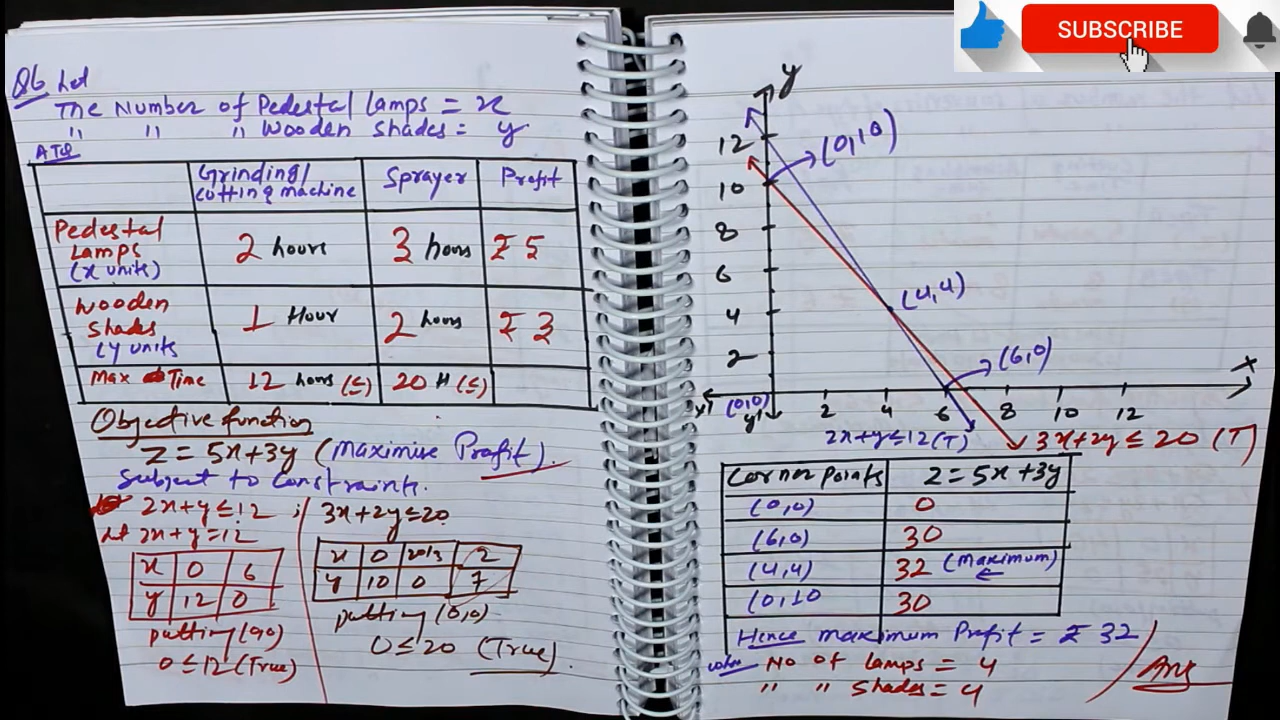 SUBSCRIBE
Q6 Let
The Number of Pedestal Lamps = x
" " " Wooden Shades = y
ATQ
Grinding/cutting machine Sprayer Profit
Pedestal Lamps (x units) 2 hours 3 hours ₹ 5
Wooden Shades (y units 1 Hour 2 hours ₹ 3
Max Time 12 hours (≤) 20 H (≤)
Objective function
Z = 5x+3y (Maximise Profit).
Subject to Constraints.
2x+y≤12 ; 3x+2y≤20
Let 2x+y=12
x 0 6
y 12 0
putting (0,0)
0≤12 (True)
x 0 20/3 2
y 10 0 7
putting (0,0)
0≤20 (True).
y
12
10
8
6
4
2
(0,10)
(4,4)
(6,0)
x
x' (0,0) y' 2 4 6 8 10 12
2x+y≤12 (T) 3x+2y≤20 (T)
Corner Points Z=5x+3y
(0,0) 0
(6,0) 30
(4,4) 32 (Maximum)
(0,10 30
Hence maximum Profit = ₹ 32
when No of lamps = 4
" " Shades = 4
Ans